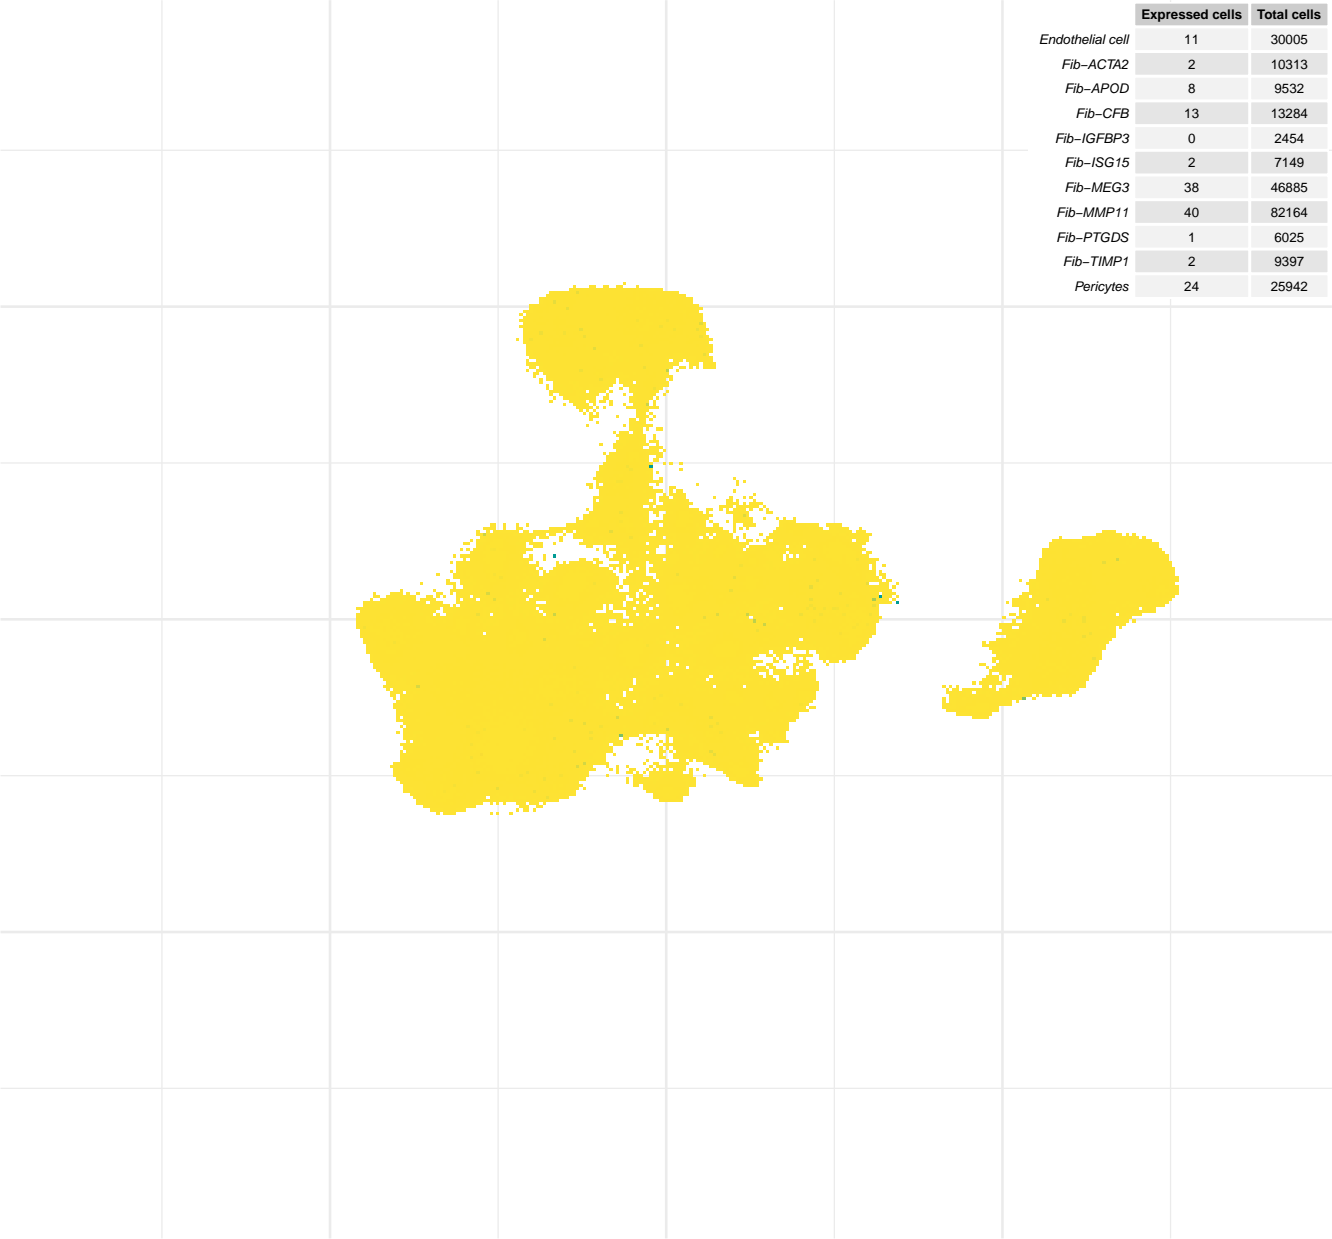 Expressed cells Total cells
Endothelial cell 11 30005
Fib−ACTA2 2 10313
Fib−APOD 8 9532
Fib−CFB 13 13284
Fib−IGFBP3 0 2454
Fib−ISG15 2 7149
Fib−MEG3 38 46885
Fib−MMP11 40 82164
Fib−PTGDS 1 6025
Fib−TIMP1 2 9397
Pericytes 24 25942